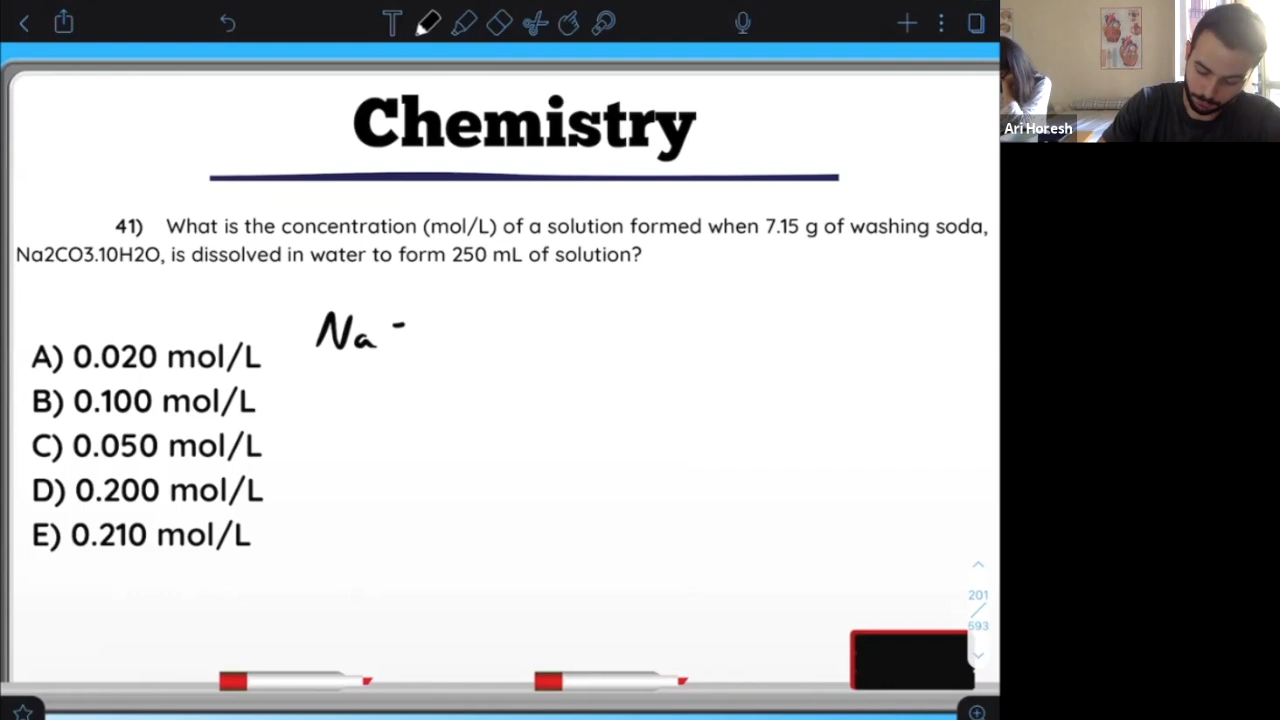 Chemistry
Ari Horesh
41) What is the concentration (mol/L) of a solution formed when 7.15 g of washing soda,
Na2CO3.10H2O, is dissolved in water to form 250 mL of solution?
Na -
A) 0.020 mol/L
B) 0.100 mol/L
C) 0.050 mol/L
D) 0.200 mol/L
E) 0.210 mol/L
201
593